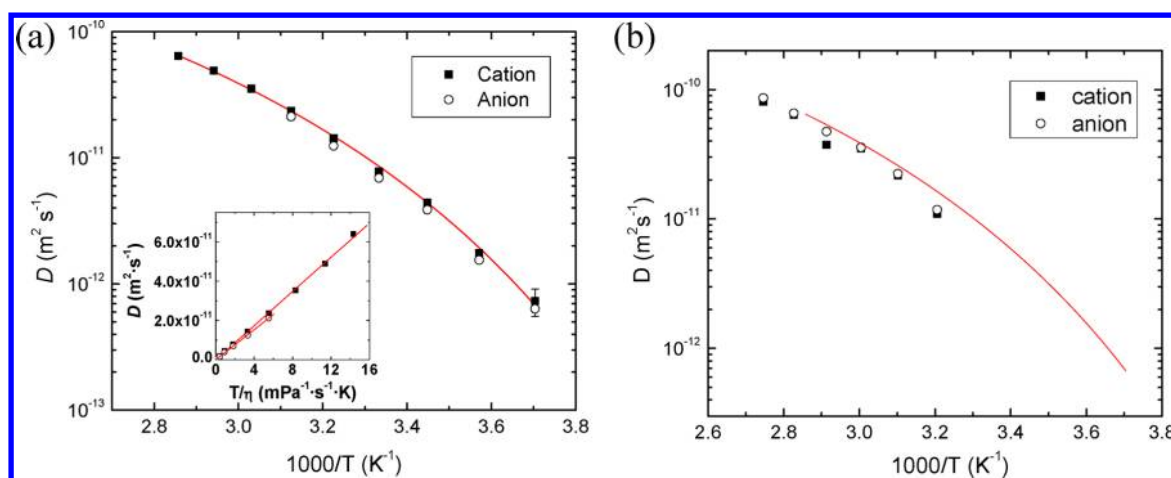 (a)
10⁻¹⁰
10⁻¹¹
10⁻¹²
10⁻¹³
D (m² s⁻¹)
Cation
Anion
6.0x10⁻¹¹
4.0x10⁻¹¹
2.0x10⁻¹¹
0.0
D (m²·s⁻¹)
0 4 8 12 16
T/η (mPa⁻¹·s⁻¹·K)
2.8 3.0 3.2 3.4 3.6 3.8
1000/T (K⁻¹)
(b)
10⁻¹⁰
10⁻¹¹
10⁻¹²
D (m²s⁻¹)
cation
anion
2.6 2.8 3.0 3.2 3.4 3.6 3.8
1000/T (K⁻¹)